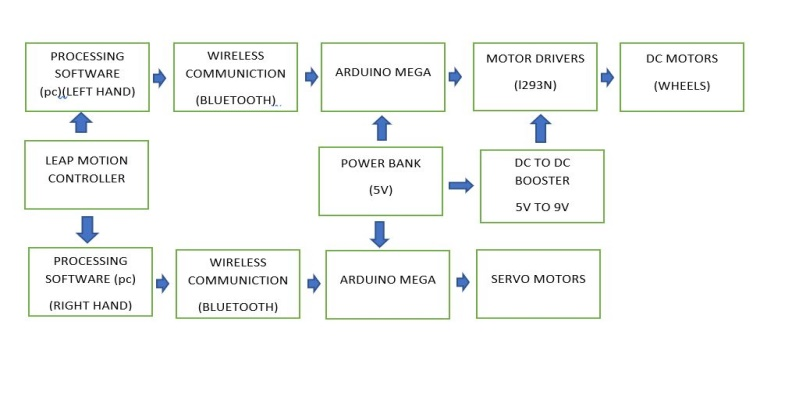 PROCESSING
SOFTWARE
(pc)(LEFT HAND)
WIRELESS
COMMUNICTION
(BLUETOOTH)
ARDUINO MEGA
MOTOR DRIVERS
(l293N)
DC MOTORS
(WHEELS)
LEAP MOTION
CONTROLLER
POWER BANK
(5V)
DC TO DC
BOOSTER
5V TO 9V
PROCESSING
SOFTWARE (pc)
(RIGHT HAND)
WIRELESS
COMMUNICTION
(BLUETOOTH)
ARDUINO MEGA
SERVO MOTORS